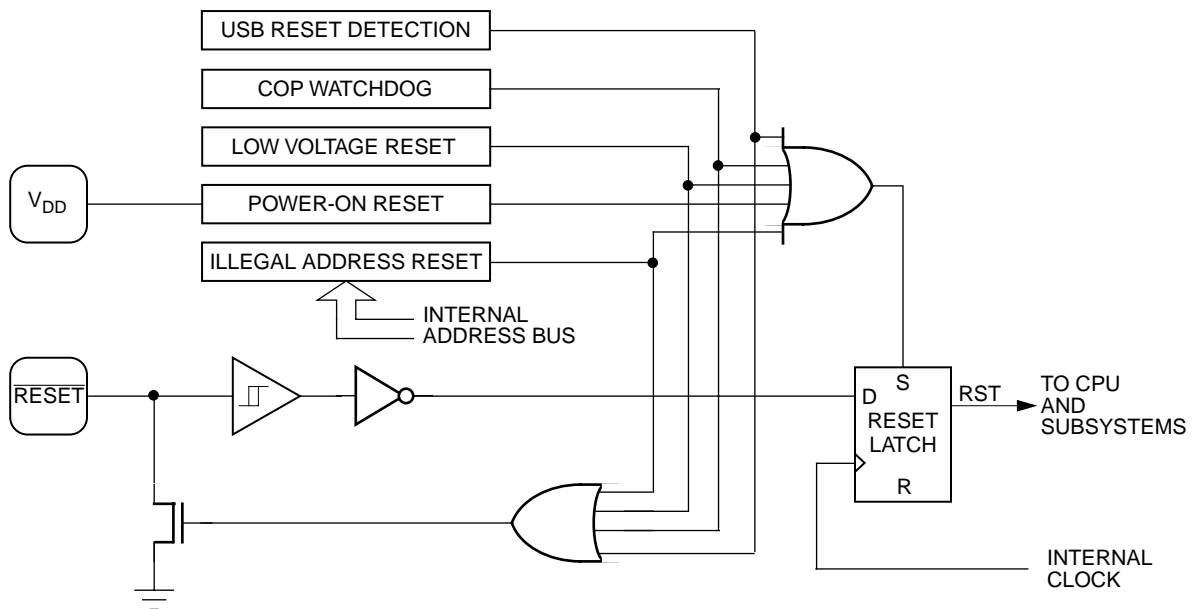 USB RESET DETECTION
COP WATCHDOG
LOW VOLTAGE RESET
VDD
POWER-ON RESET
ILLEGAL ADDRESS RESET
INTERNAL
ADDRESS BUS
RESET
D
S
RESET
LATCH
R
RST
TO CPU
AND
SUBSYSTEMS
INTERNAL
CLOCK